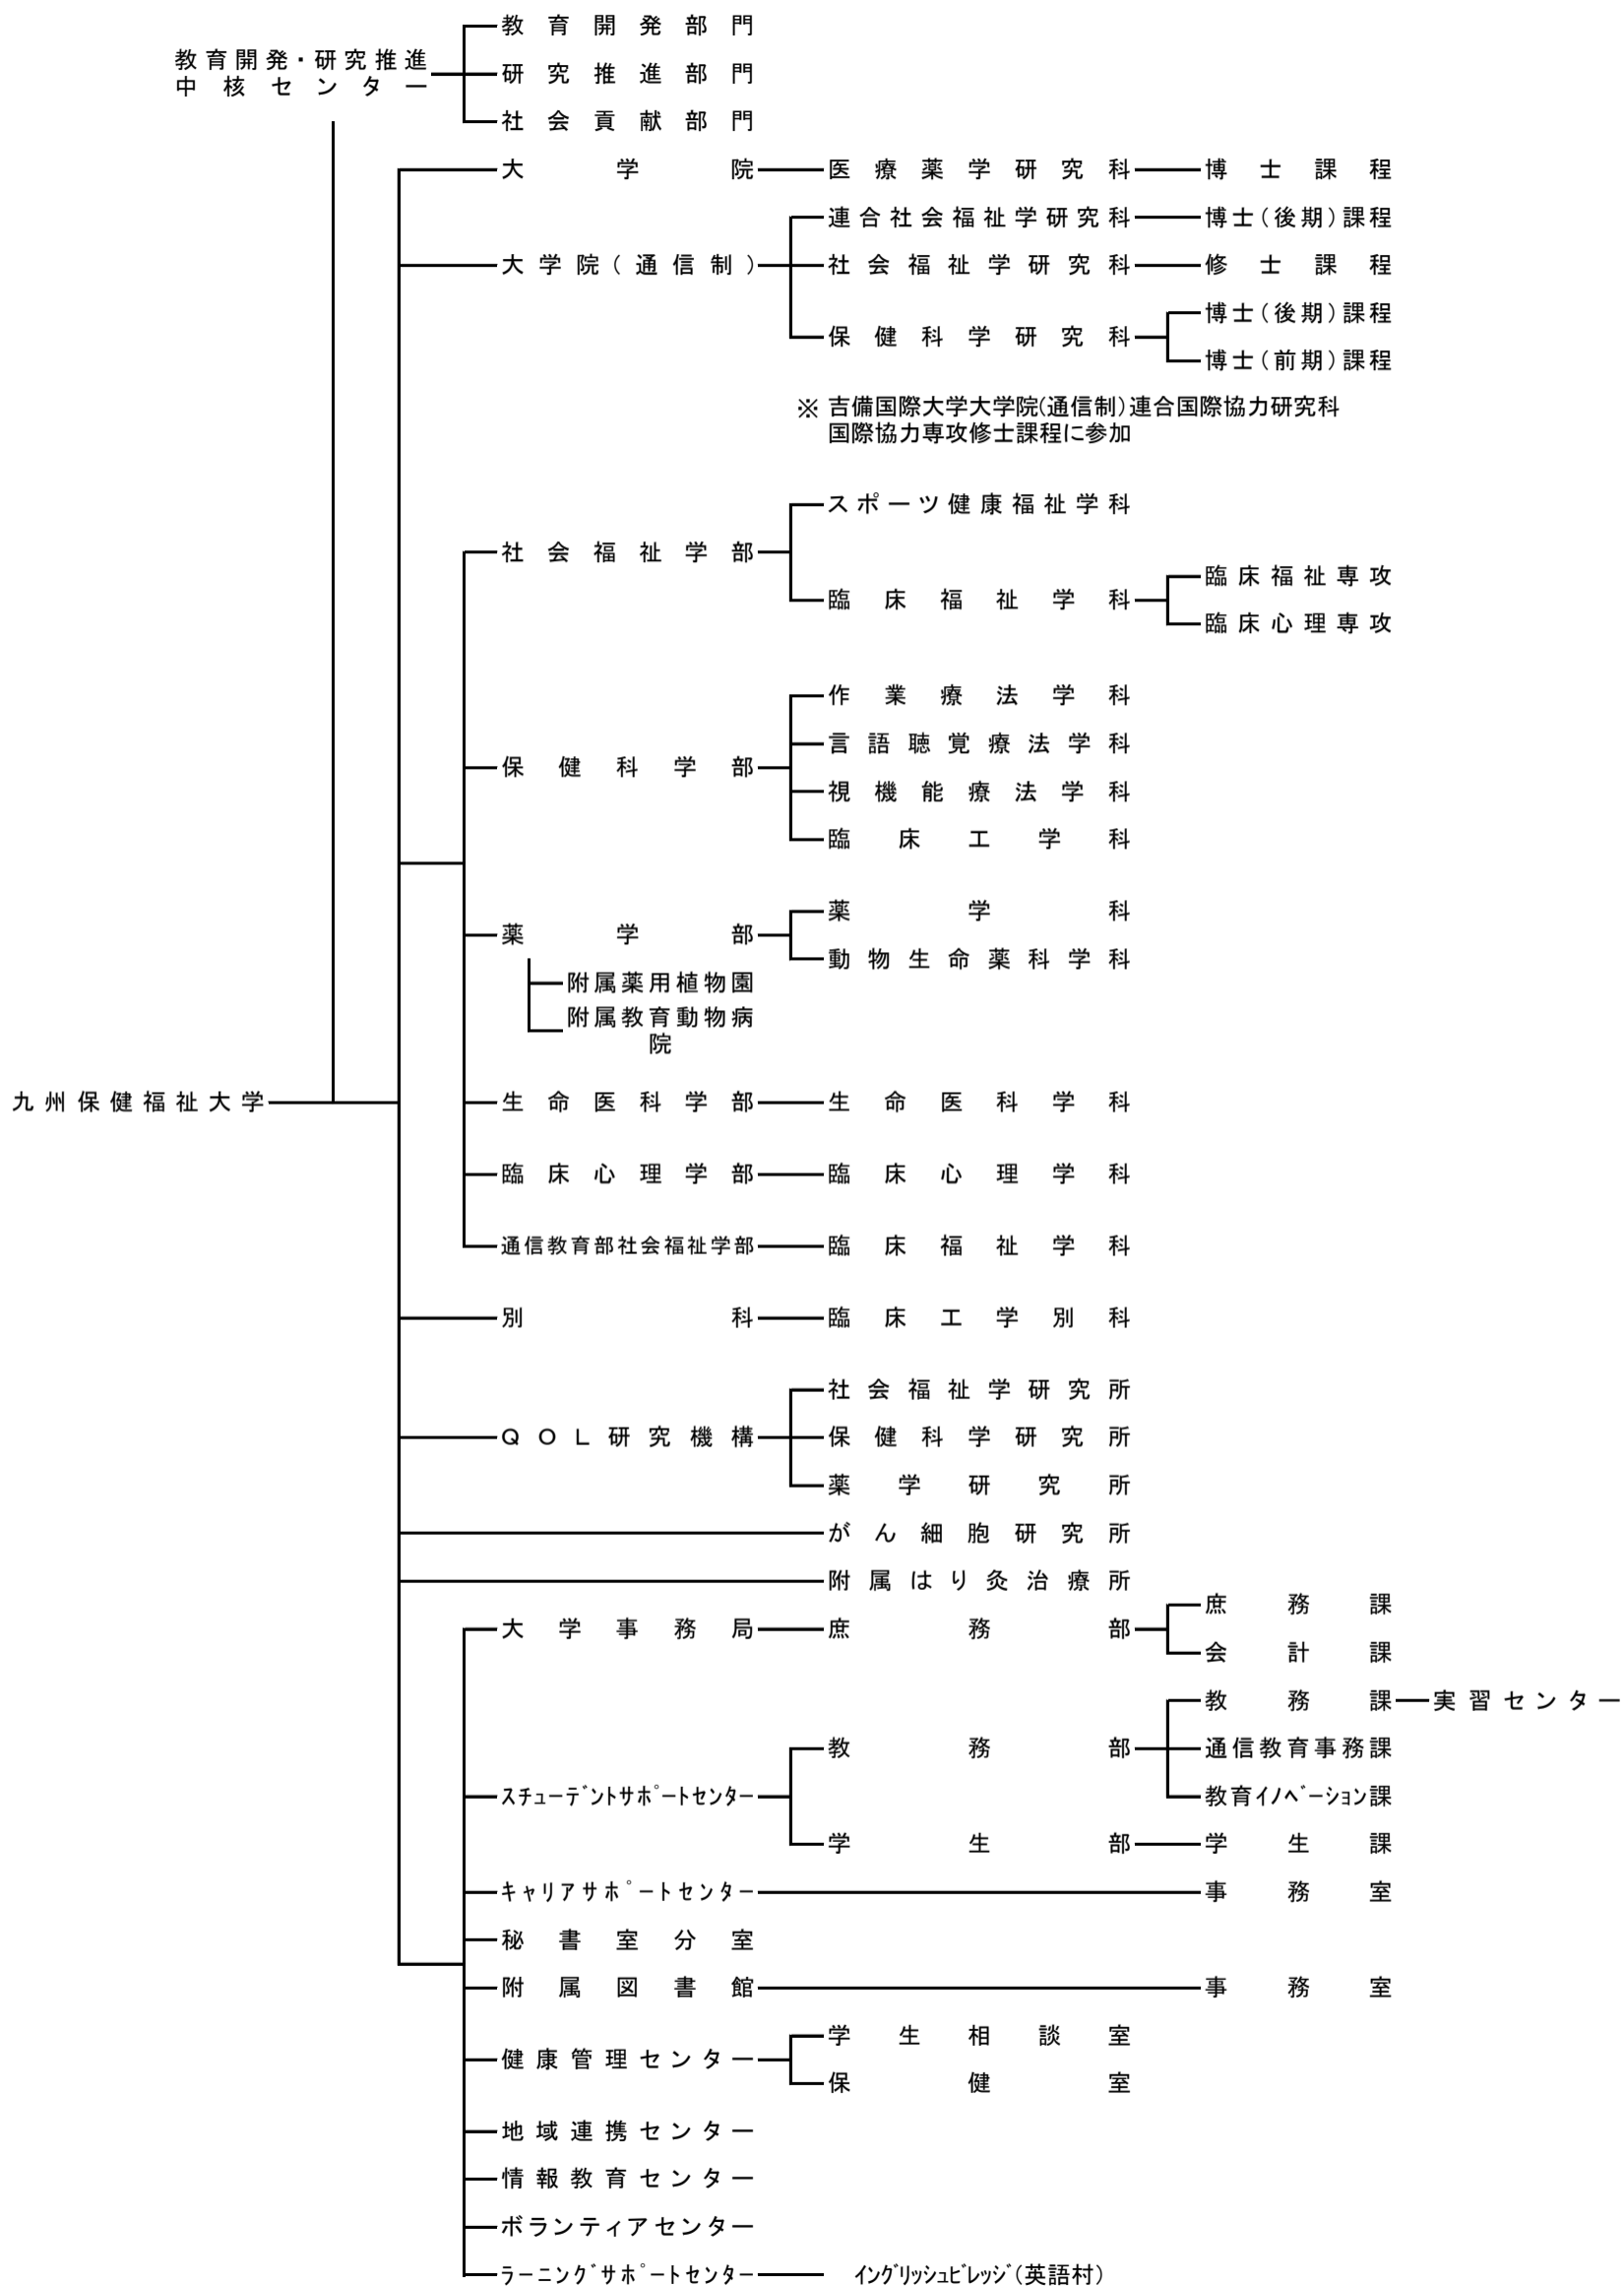 教育開発部門
教育開発・研究推進
中核センター
研究推進部門
社会貢献部門
大学院
医療薬学研究科
博士課程
連合社会福祉学研究科
博士(後期)課程
大学院(通信制)
社会福祉学研究科
修士課程
保健科学研究科
博士(後期)課程
博士(前期)課程
※ 吉備国際大学大学院(通信制)連合国際協力研究科
国際協力専攻修士課程に参加
スポーツ健康福祉学科
社会福祉学部
臨床福祉学科
臨床福祉専攻
臨床心理専攻
作業療法学科
言語聴覚療法学科
保健科学部
視機能療法学科
臨床工学科
薬学科
薬学部
動物生命薬科学科
附属薬用植物園
附属教育動物病
院
九州保健福祉大学
生命医科学部
生命医科学科
臨床心理学部
臨床心理学科
通信教育部社会福祉学部
臨床福祉学科
別科
臨床工学別科
社会福祉学研究所
QOL研究機構
保健科学研究所
薬学研究所
がん細胞研究所
附属はり灸治療所
大学事務局
庶務部
庶務課
会計課
教務課
実習センター
教務部
通信教育事務課
スチューデントサポートセンター
教育イノベーション課
学生部
学生課
キャリアサポートセンター
事務室
秘書室分室
附属図書館
事務室
学生相談室
健康管理センター
保健室
地域連携センター
情報教育センター
ボランティアセンター
ラーニングサポートセンター
イングリッシュビレッジ(英語村)